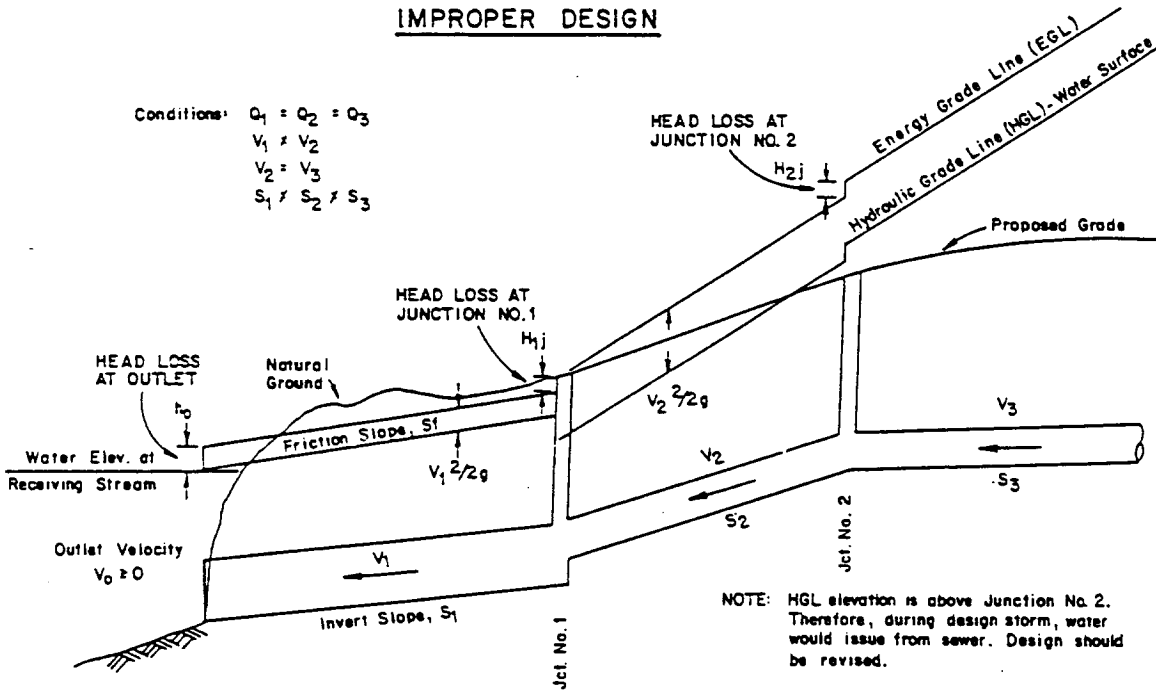 IMPROPER DESIGN
Conditions: Q1 = Q2 = Q3
V1 ≠ V2
V2 = V3
S1 ≠ S2 ≠ S3
HEAD LOSS AT
JUNCTION NO. 2
H2j
Energy Grade Line (EGL)
Hydraulic Grade Line (HGL)-Water Surface
Proposed Grade
HEAD LOSS AT
JUNCTION NO. 1
H1j
HEAD LOSS
AT OUTLET
ho
Natural
Ground
Friction Slope, Sf
V1²/2g
V2²/2g
Water Elev. at
Receiving Stream
Outlet Velocity
Vo ≥ 0
V1
Invert Slope, S1
V2
S2
V3
S3
Jct. No. 1
Jct. No. 2
NOTE: HGL elevation is above Junction No. 2.
Therefore, during design storm, water
would issue from sewer. Design should
be revised.